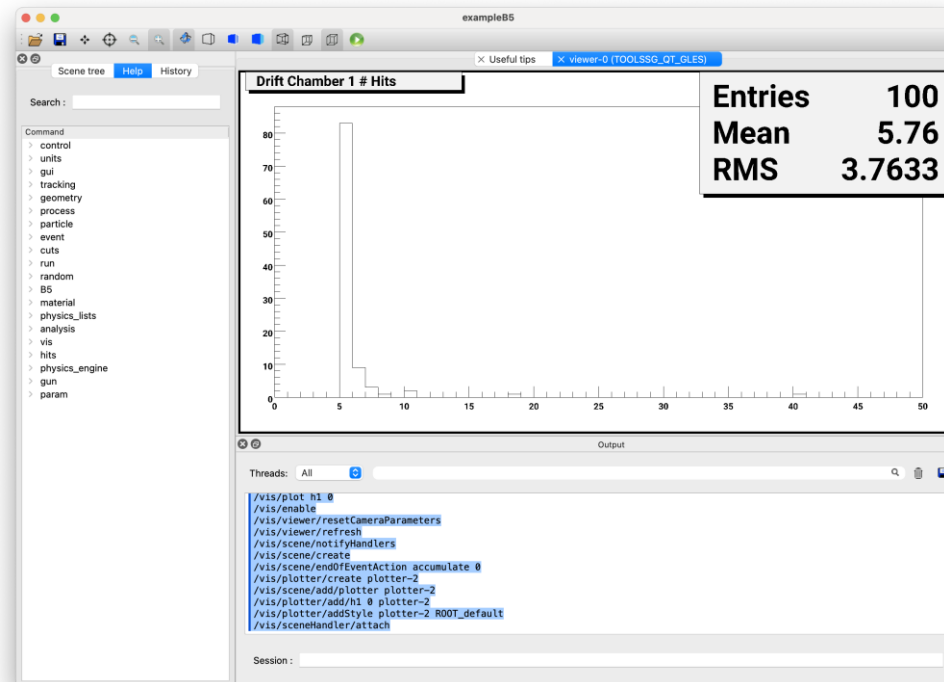 exampleB5
Useful tips
viewer-0 (TOOLSSG_QT_GLES)
Scene tree Help History
Search :
Command
control
units
gui
tracking
geometry
process
particle
event
cuts
run
random
B5
material
physics_lists
analysis
vis
hits
physics_engine
gun
param
Drift Chamber 1 # Hits
Entries 100
Mean 5.76
RMS 3.7633
80
70
60
50
40
30
20
10
0
0 5 10 15 20 25 30 35 40 45 50
Output
Threads: All
/vis/plot h1 0
/vis/enable
/vis/viewer/resetCameraParameters
/vis/viewer/refresh
/vis/scene/notifyHandlers
/vis/scene/create
/vis/scene/endOfEventAction accumulate 0
/vis/plotter/create plotter-2
/vis/scene/add/plotter plotter-2
/vis/plotter/add/h1 0 plotter-2
/vis/plotter/addStyle plotter-2 ROOT_default
/vis/sceneHandler/attach
Session :